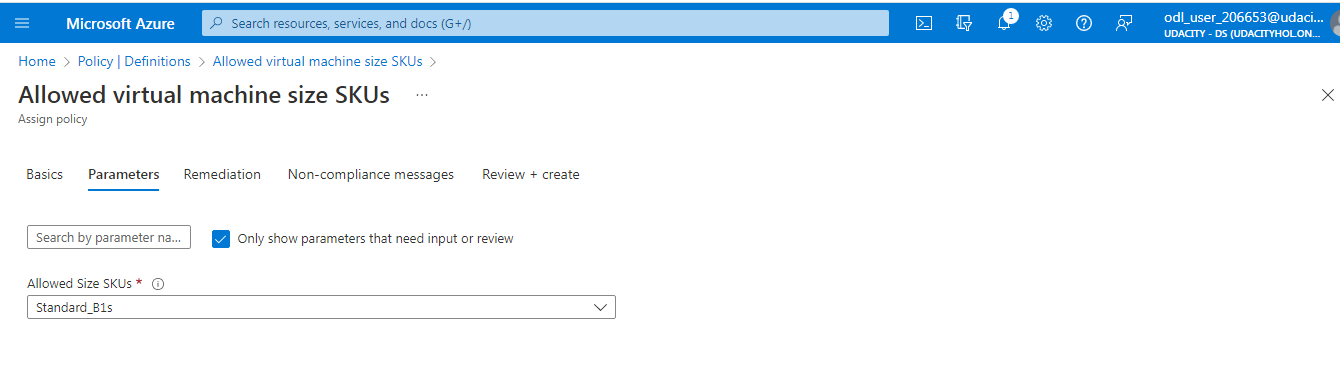 Microsoft Azure
Search resources, services, and docs (G+/)
1
odl_user_206653@udaci...
UDACITY - DS (UDACITYHOL.ON...
Home > Policy | Definitions > Allowed virtual machine size SKUs >
Allowed virtual machine size SKUs ...
Assign policy
Basics Parameters Remediation Non-compliance messages Review + create
Search by parameter na... Only show parameters that need input or review
Allowed Size SKUs *
Standard_B1s